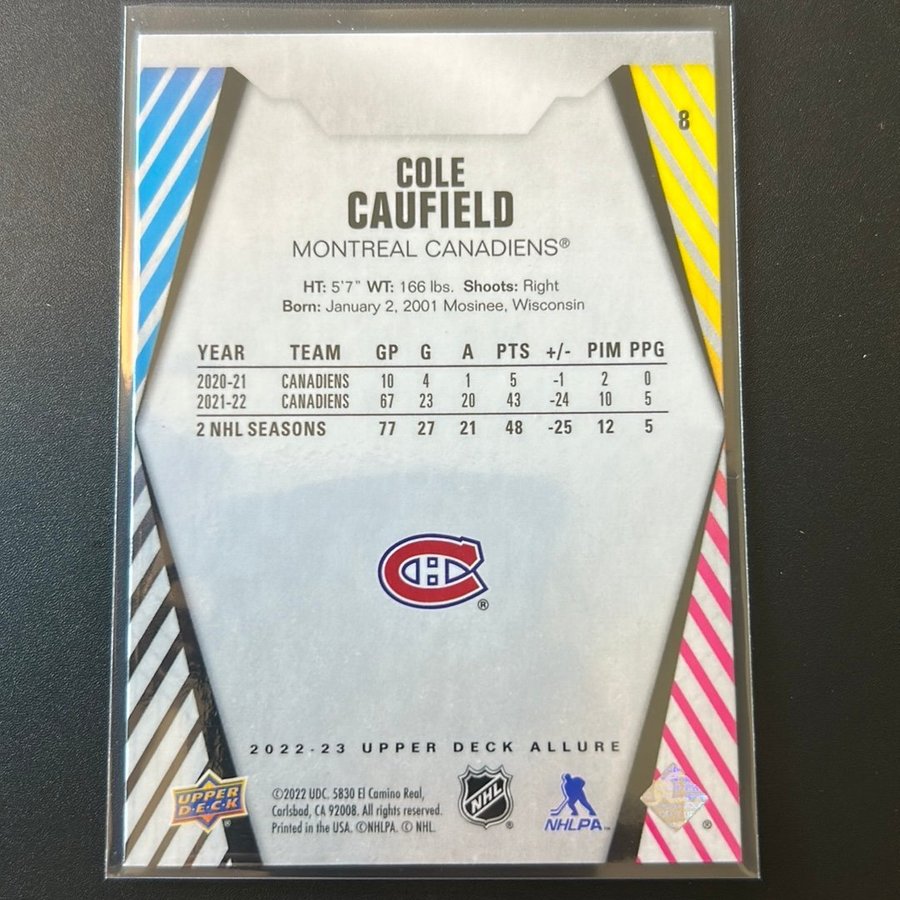 8
COLE
CAUFIELD
MONTREAL CANADIENS®
HT: 5'7" WT: 166 lbs. Shoots: Right
Born: January 2, 2001 Mosinee, Wisconsin
YEAR TEAM GP G A PTS +/- PIM PPG
2020-21 CANADIENS 10 4 1 5 -1 2 0
2021-22 CANADIENS 67 23 20 43 -24 10 5
2 NHL SEASONS 77 27 21 48 -25 12 5
®
2022-23 UPPER DECK ALLURE
UPPER
D·E·C·K
®
©2022 UDC. 5830 El Camino Real,
Carlsbad, CA 92008. All rights reserved.
Printed in the USA. ©NHLPA. © NHL.
NHL
®
NHLPA™
®